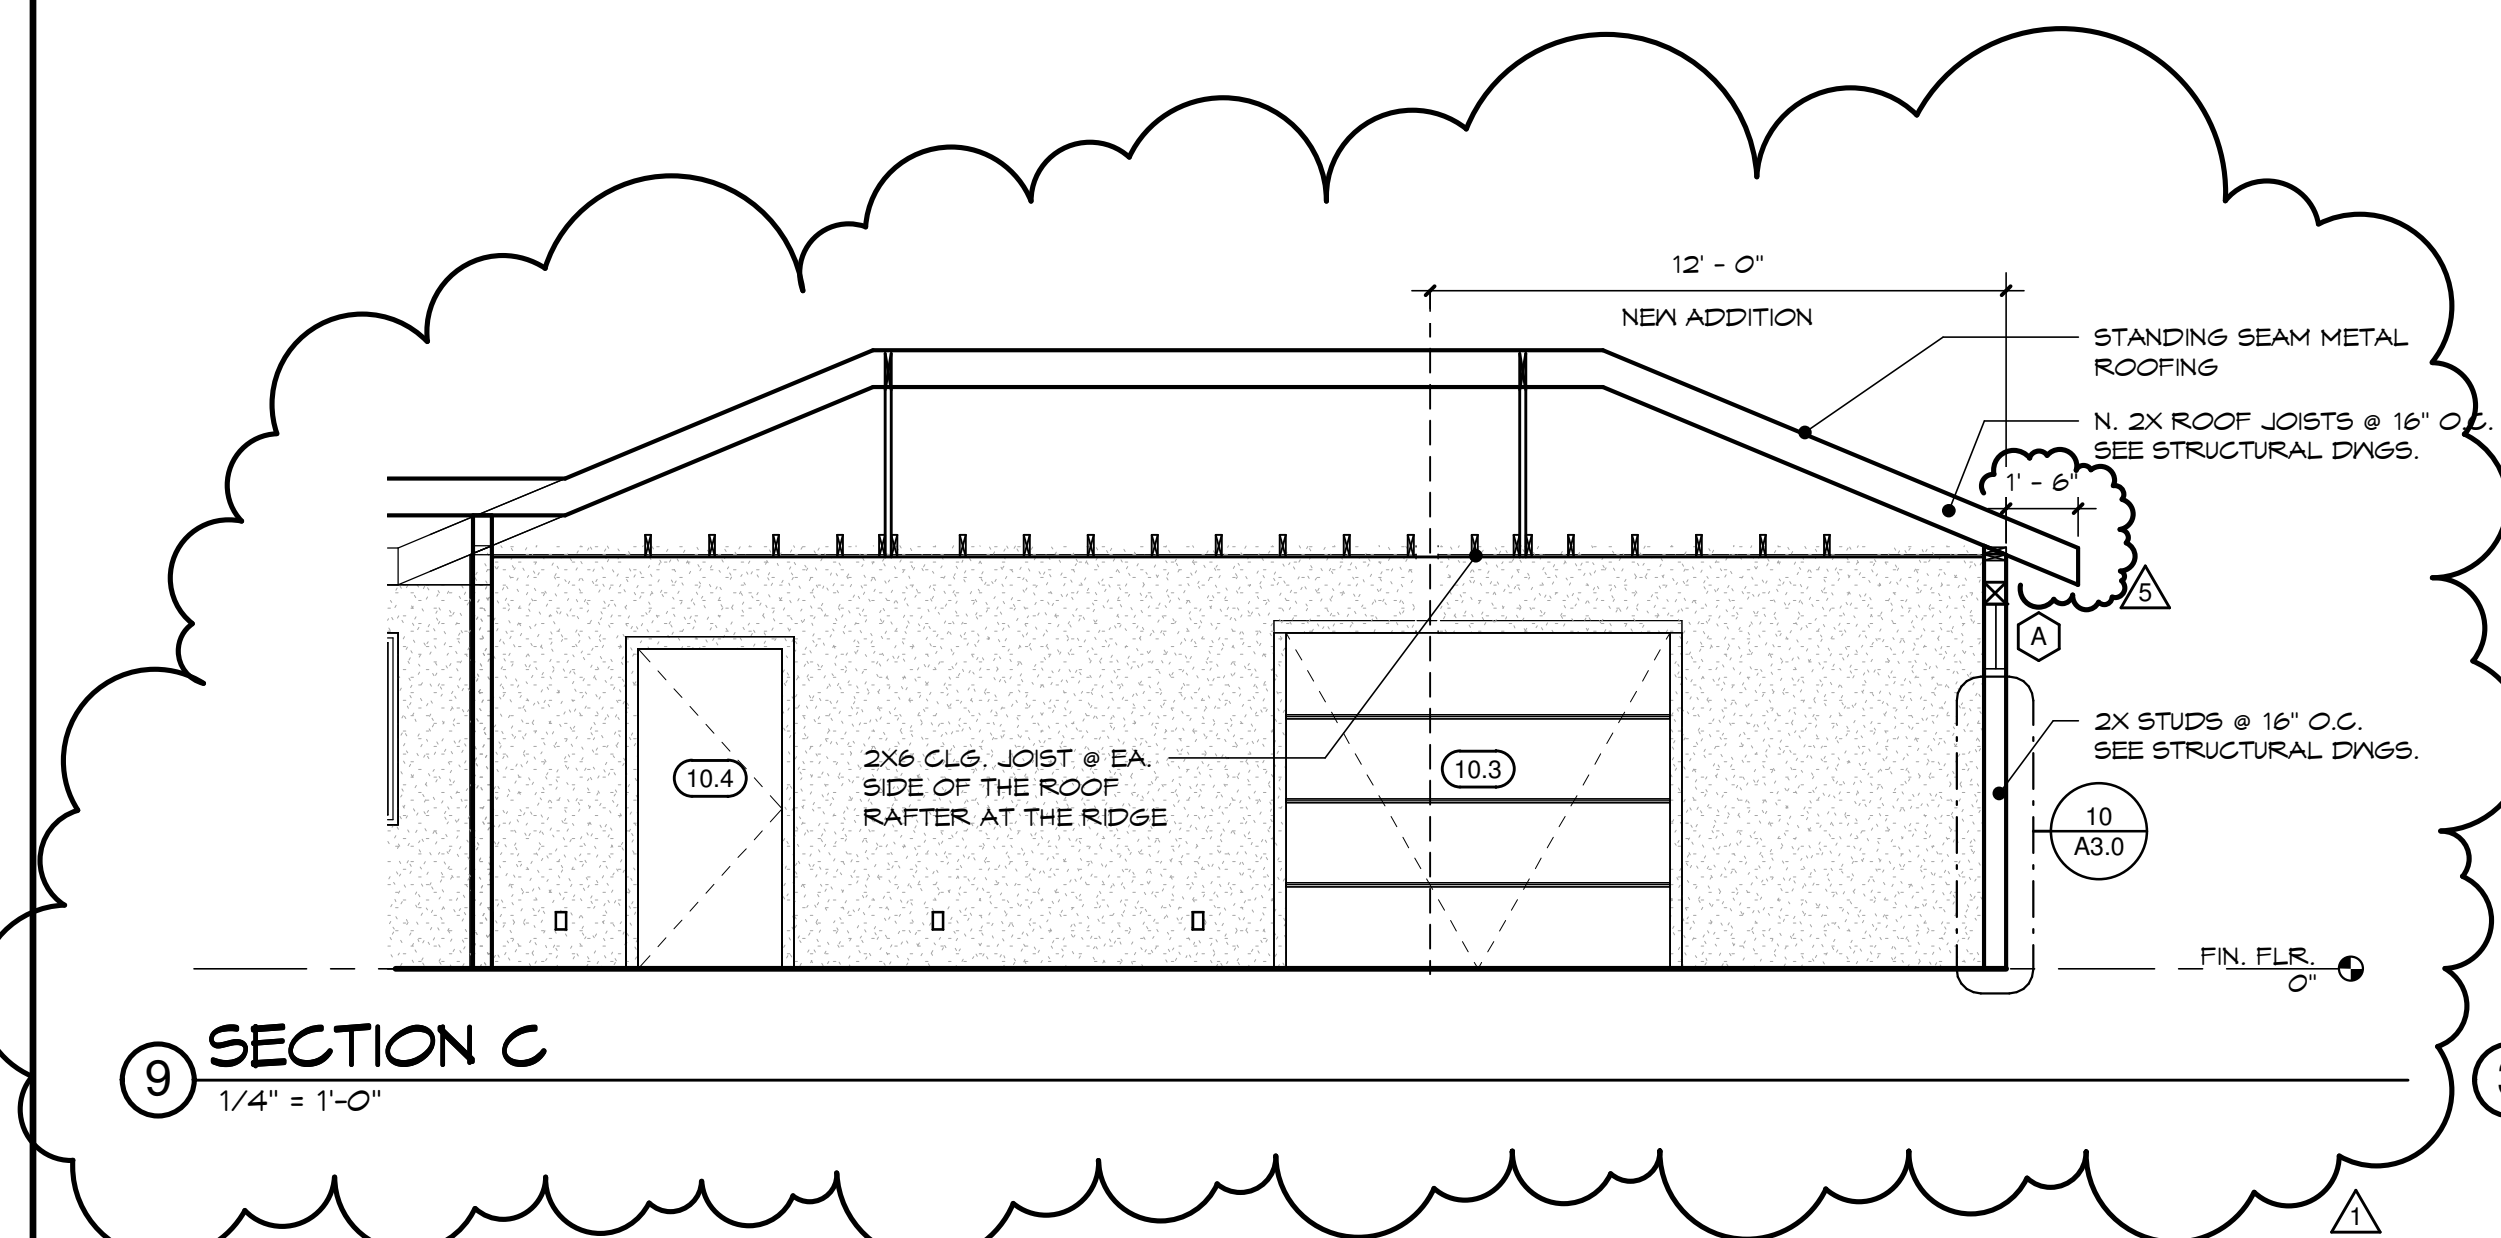 12' - 0"
NEW ADDITION
STANDING SEAM METAL
ROOFING
N. 2X ROOF JOISTS @ 16" O.C.
SEE STRUCTURAL DWGS.
1' - 6"
5
A
2X STUDS @ 16" O.C.
SEE STRUCTURAL DWGS.
10.4
2X6 CLG. JOIST @ EA.
SIDE OF THE ROOF
RAFTER AT THE RIDGE
10.3
10
A3.0
FIN. FLR.
0"
9
SECTION C
1/4" = 1'-0"
1